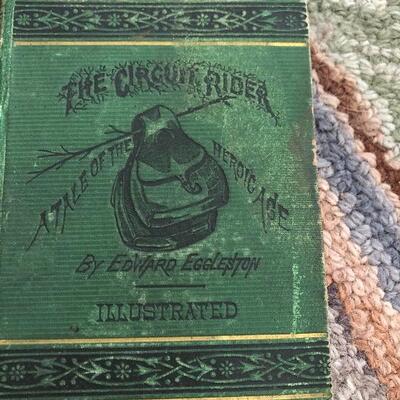 THE CIRCUIT RIDER
A TALE OF THE HEROIC AGE
BY EDWARD EGGLESTON
ILLUSTRATED